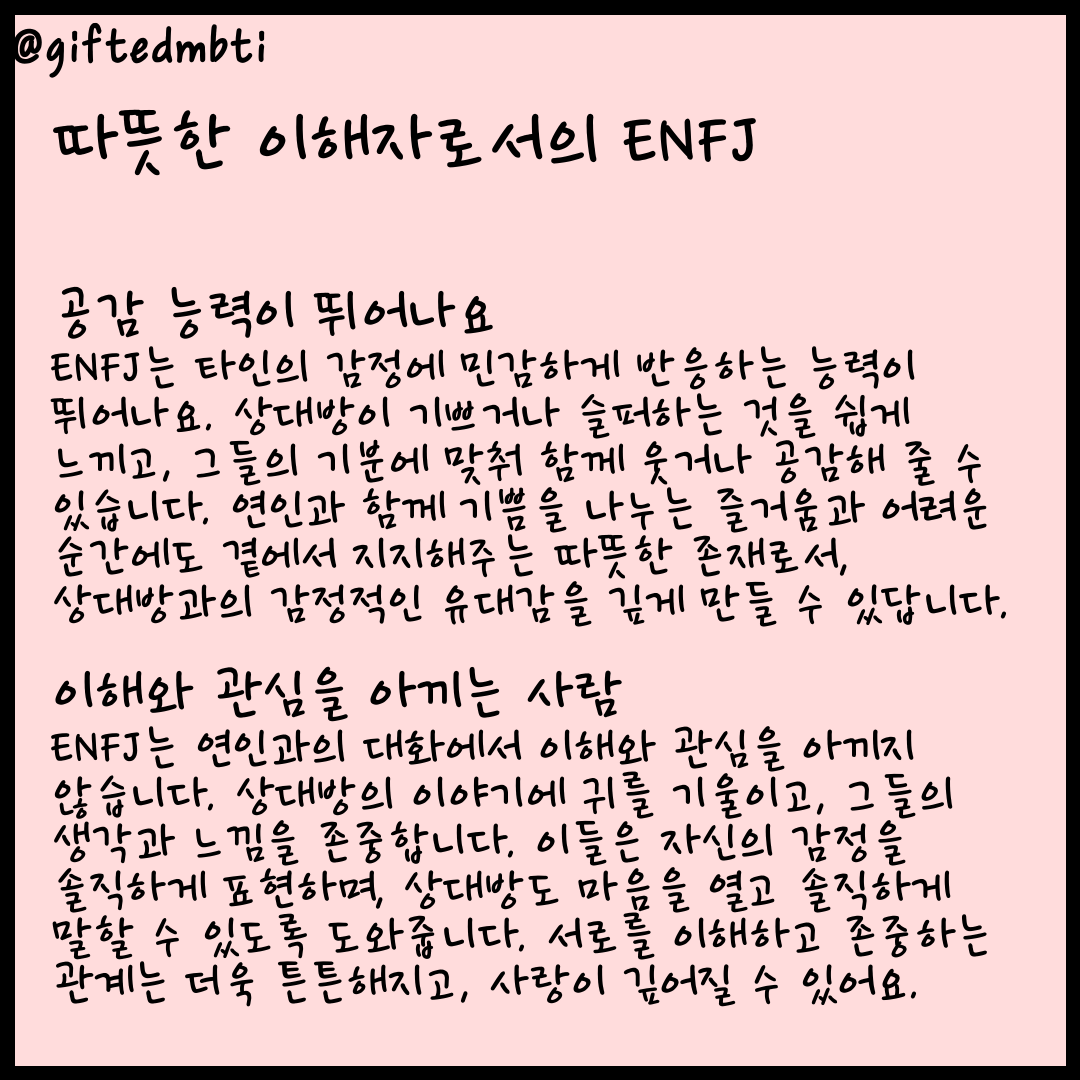 @giftedmbti
따뜻한 이해자로서의 ENFJ
공감 능력이 뛰어나요
ENFJ는 타인의 감정에 민감하게 반응하는 능력이
뛰어나요. 상대방이 기쁘거나 슬퍼하는 것을 쉽게
느끼고, 그들의 기분에 맞춰 함께 웃거나 공감해 줄 수
있습니다. 연인과 함께 기쁨을 나누는 즐거움과 어려운
순간에도 곁에서 지지해주는 따뜻한 존재로서,
상대방과의 감정적인 유대감을 깊게 만들 수 있답니다.
이해와 관심을 아끼는 사람
ENFJ는 연인과의 대화에서 이해와 관심을 아끼지
않습니다. 상대방의 이야기에 귀를 기울이고, 그들의
생각과 느낌을 존중합니다. 이들은 자신의 감정을
솔직하게 표현하며, 상대방도 마음을 열고 솔직하게
말할 수 있도록 도와줍니다. 서로를 이해하고 존중하는
관계는 더욱 튼튼해지고, 사랑이 깊어질 수 있어요.